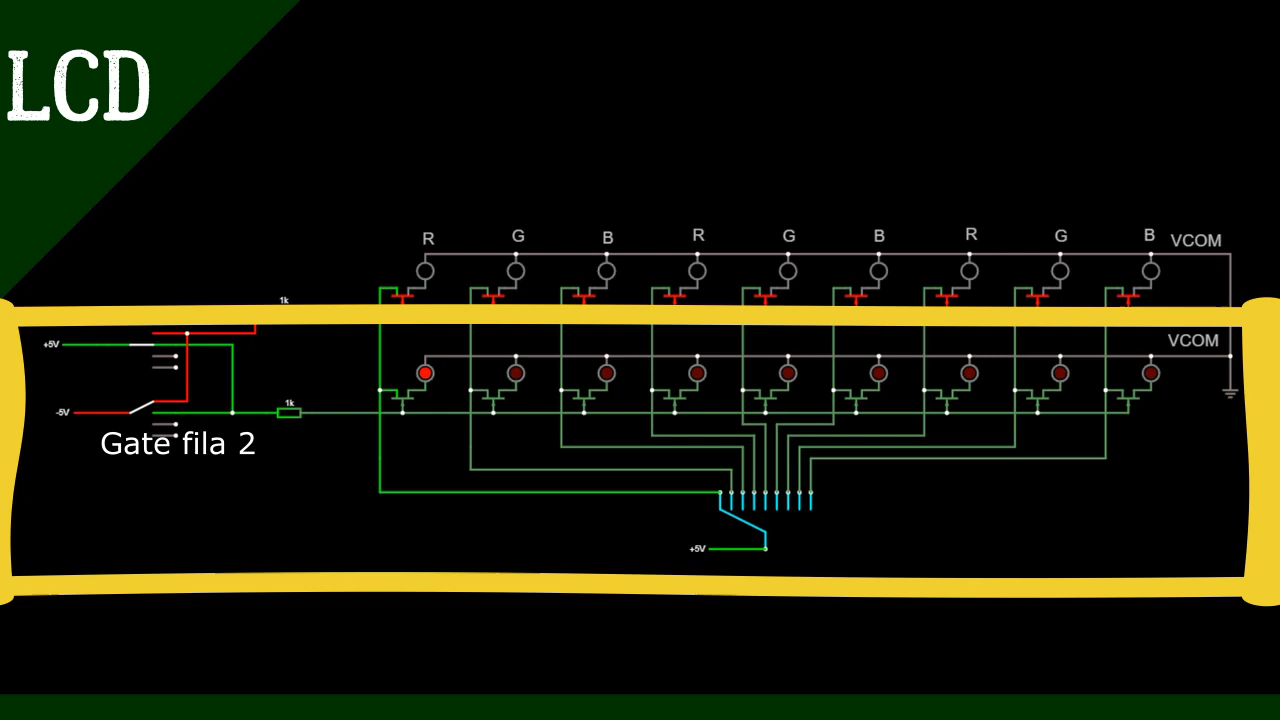 LCD
R G B R G B R G B VCOM
1k
VCOM
+5V
-5V
1k
Gate fila 2
+5V